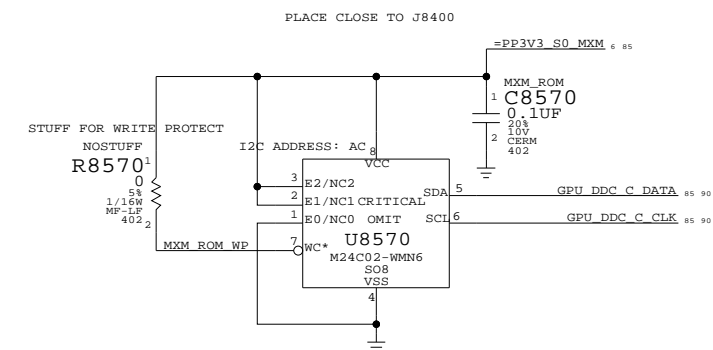 PLACE CLOSE TO J8400
=PP3V3_S0_MXM 6 85
MXM_ROM
1 C8570
0.1UF
20%
10V
2 CERM
402
STUFF FOR WRITE PROTECT
NOSTUFF
R8570 1
0
5%
1/16W
MF-LF
402 2
I2C ADDRESS: AC
8
VCC
3 E2/NC2
2 E1/NC1 CRITICAL
1 E0/NC0 OMIT
SDA 5 GPU_DDC_C_DATA 85 90
SCL 6 GPU_DDC_C_CLK 85 90
U8570
MXM_ROM_WP 7 WC*
M24C02-WMN6
SO8
VSS
4